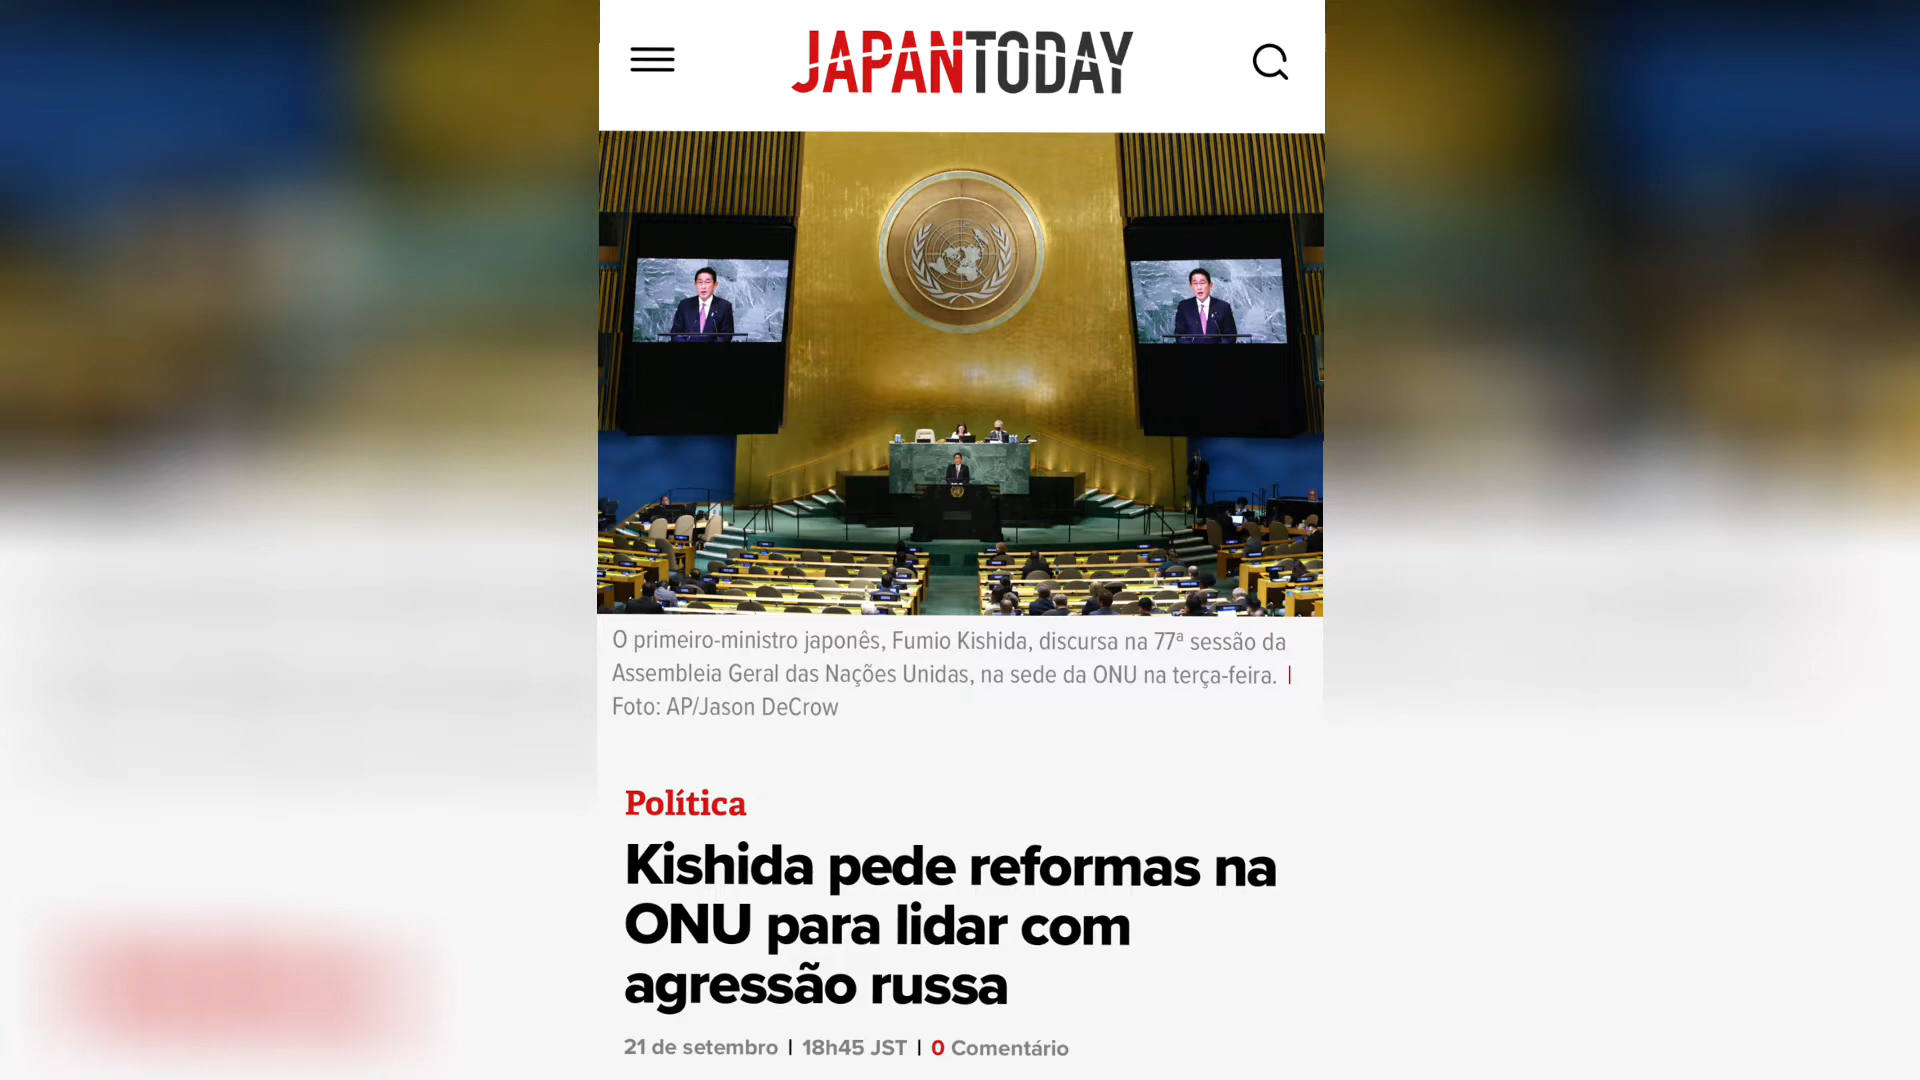 JAPANTODAY
O primeiro-ministro japonês, Fumio Kishida, discursa na 77ª sessão da
Assembleia Geral das Nações Unidas, na sede da ONU na terça-feira. |
Foto: AP/Jason DeCrow
Política
Kishida pede reformas na
ONU para lidar com
agressão russa
21 de setembro | 18h45 JST | 0 Comentário